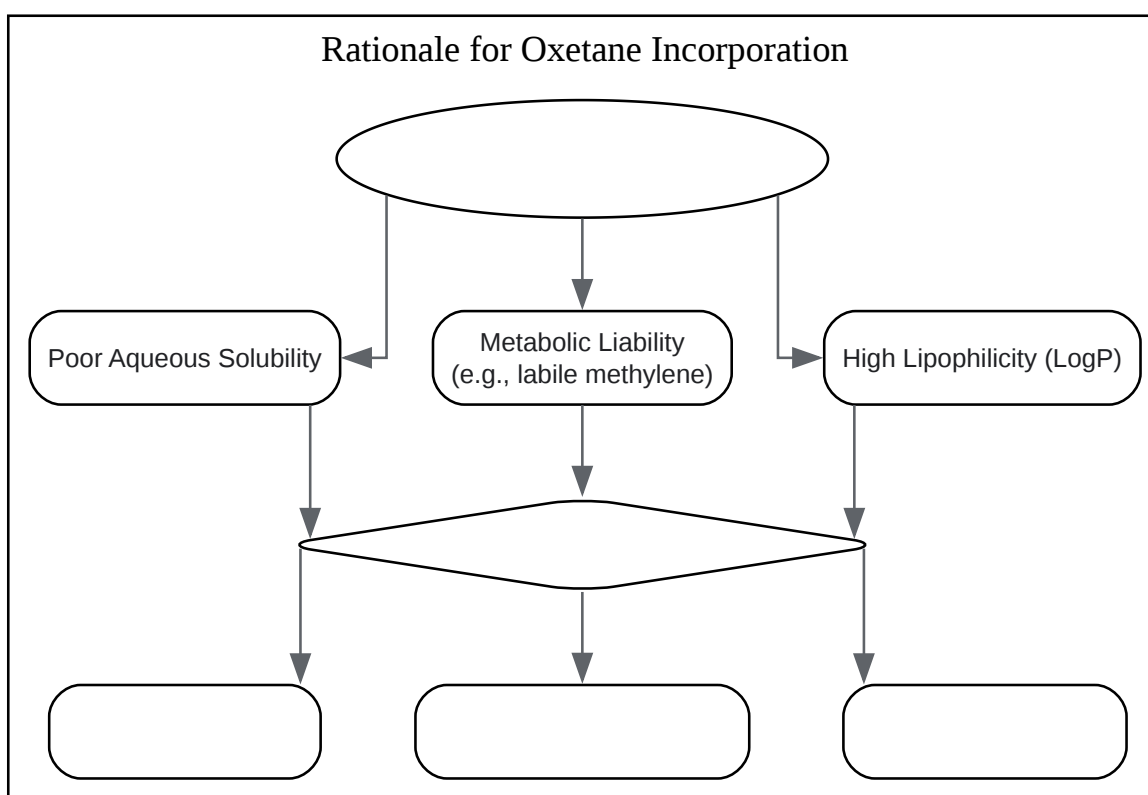 Rationale for Oxetane Incorporation
Poor Aqueous Solubility
Metabolic Liability
(e.g., labile methylene)
High Lipophilicity (LogP)